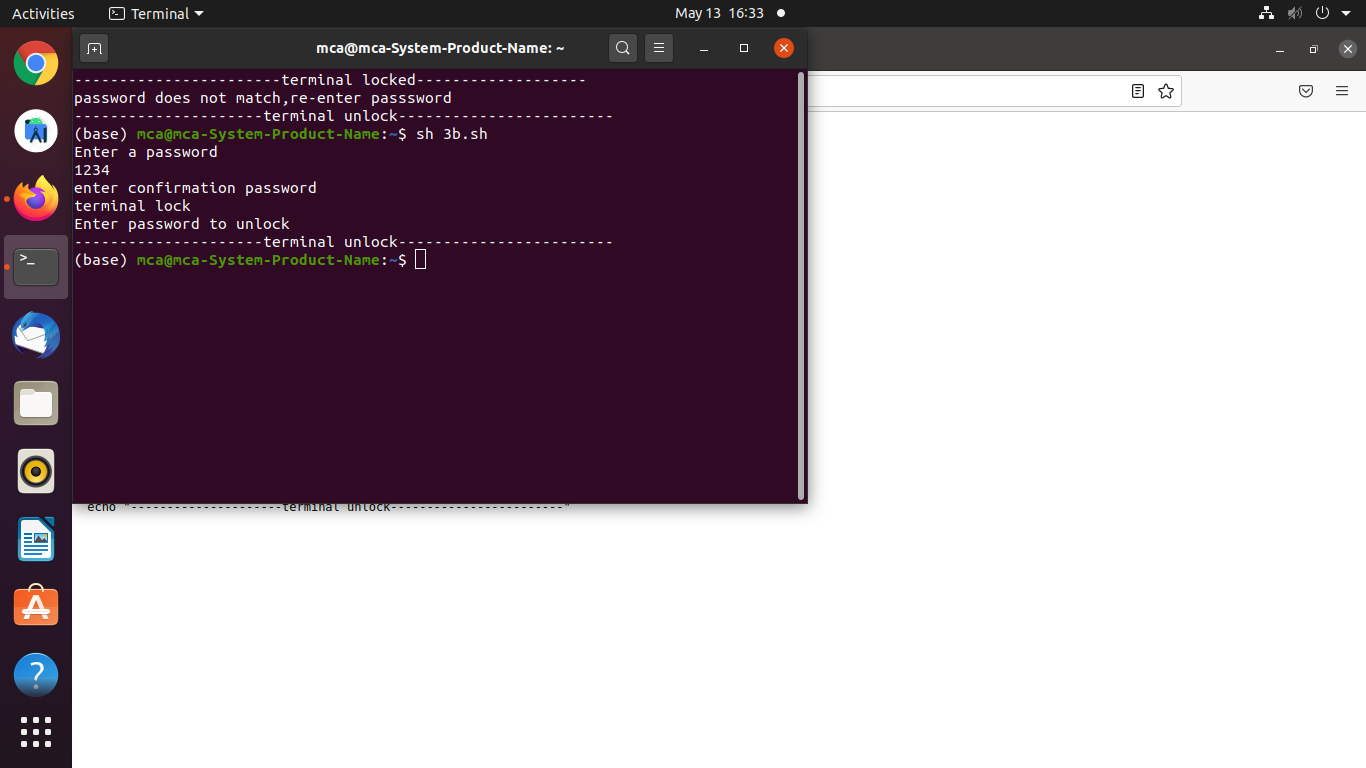 Activities
Terminal
May 13 16:33
mca@mca-System-Product-Name: ~
-----------------------terminal locked-------------------
password does not match,re-enter passsword
---------------------terminal unlock------------------------
(base) mca@mca-System-Product-Name:~$ sh 3b.sh
Enter a password
1234
enter confirmation password
terminal lock
Enter password to unlock
---------------------terminal unlock------------------------
(base) mca@mca-System-Product-Name:~$
echo "---------------------terminal unlock------------------------"